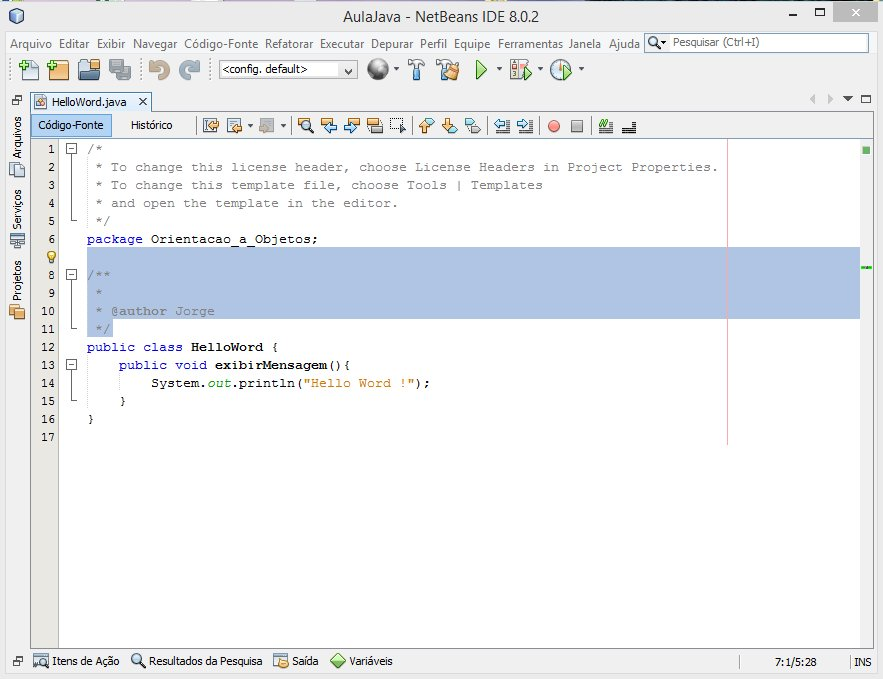 AulaJava - NetBeans IDE 8.0.2
Arquivo Editar Exibir Navegar Código-Fonte Refatorar Executar Depurar Perfil Equipe Ferramentas Janela Ajuda Pesquisar (Ctrl+I)
<config. default>
HelloWord.java
Código-Fonte Histórico
Arquivos
Serviços
Projetos
1 /*
2 * To change this license header, choose License Headers in Project Properties.
3 * To change this template file, choose Tools | Templates
4 * and open the template in the editor.
5 */
6 package Orientacao_a_Objetos;
8 /**
9 *
10 * @author Jorge
11 */
12 public class HelloWord {
13 public void exibirMensagem(){
14 System.out.println("Hello Word !");
15 }
16 }
17
Itens de Ação Resultados da Pesquisa Saída Variáveis 7:1/5:28 INS